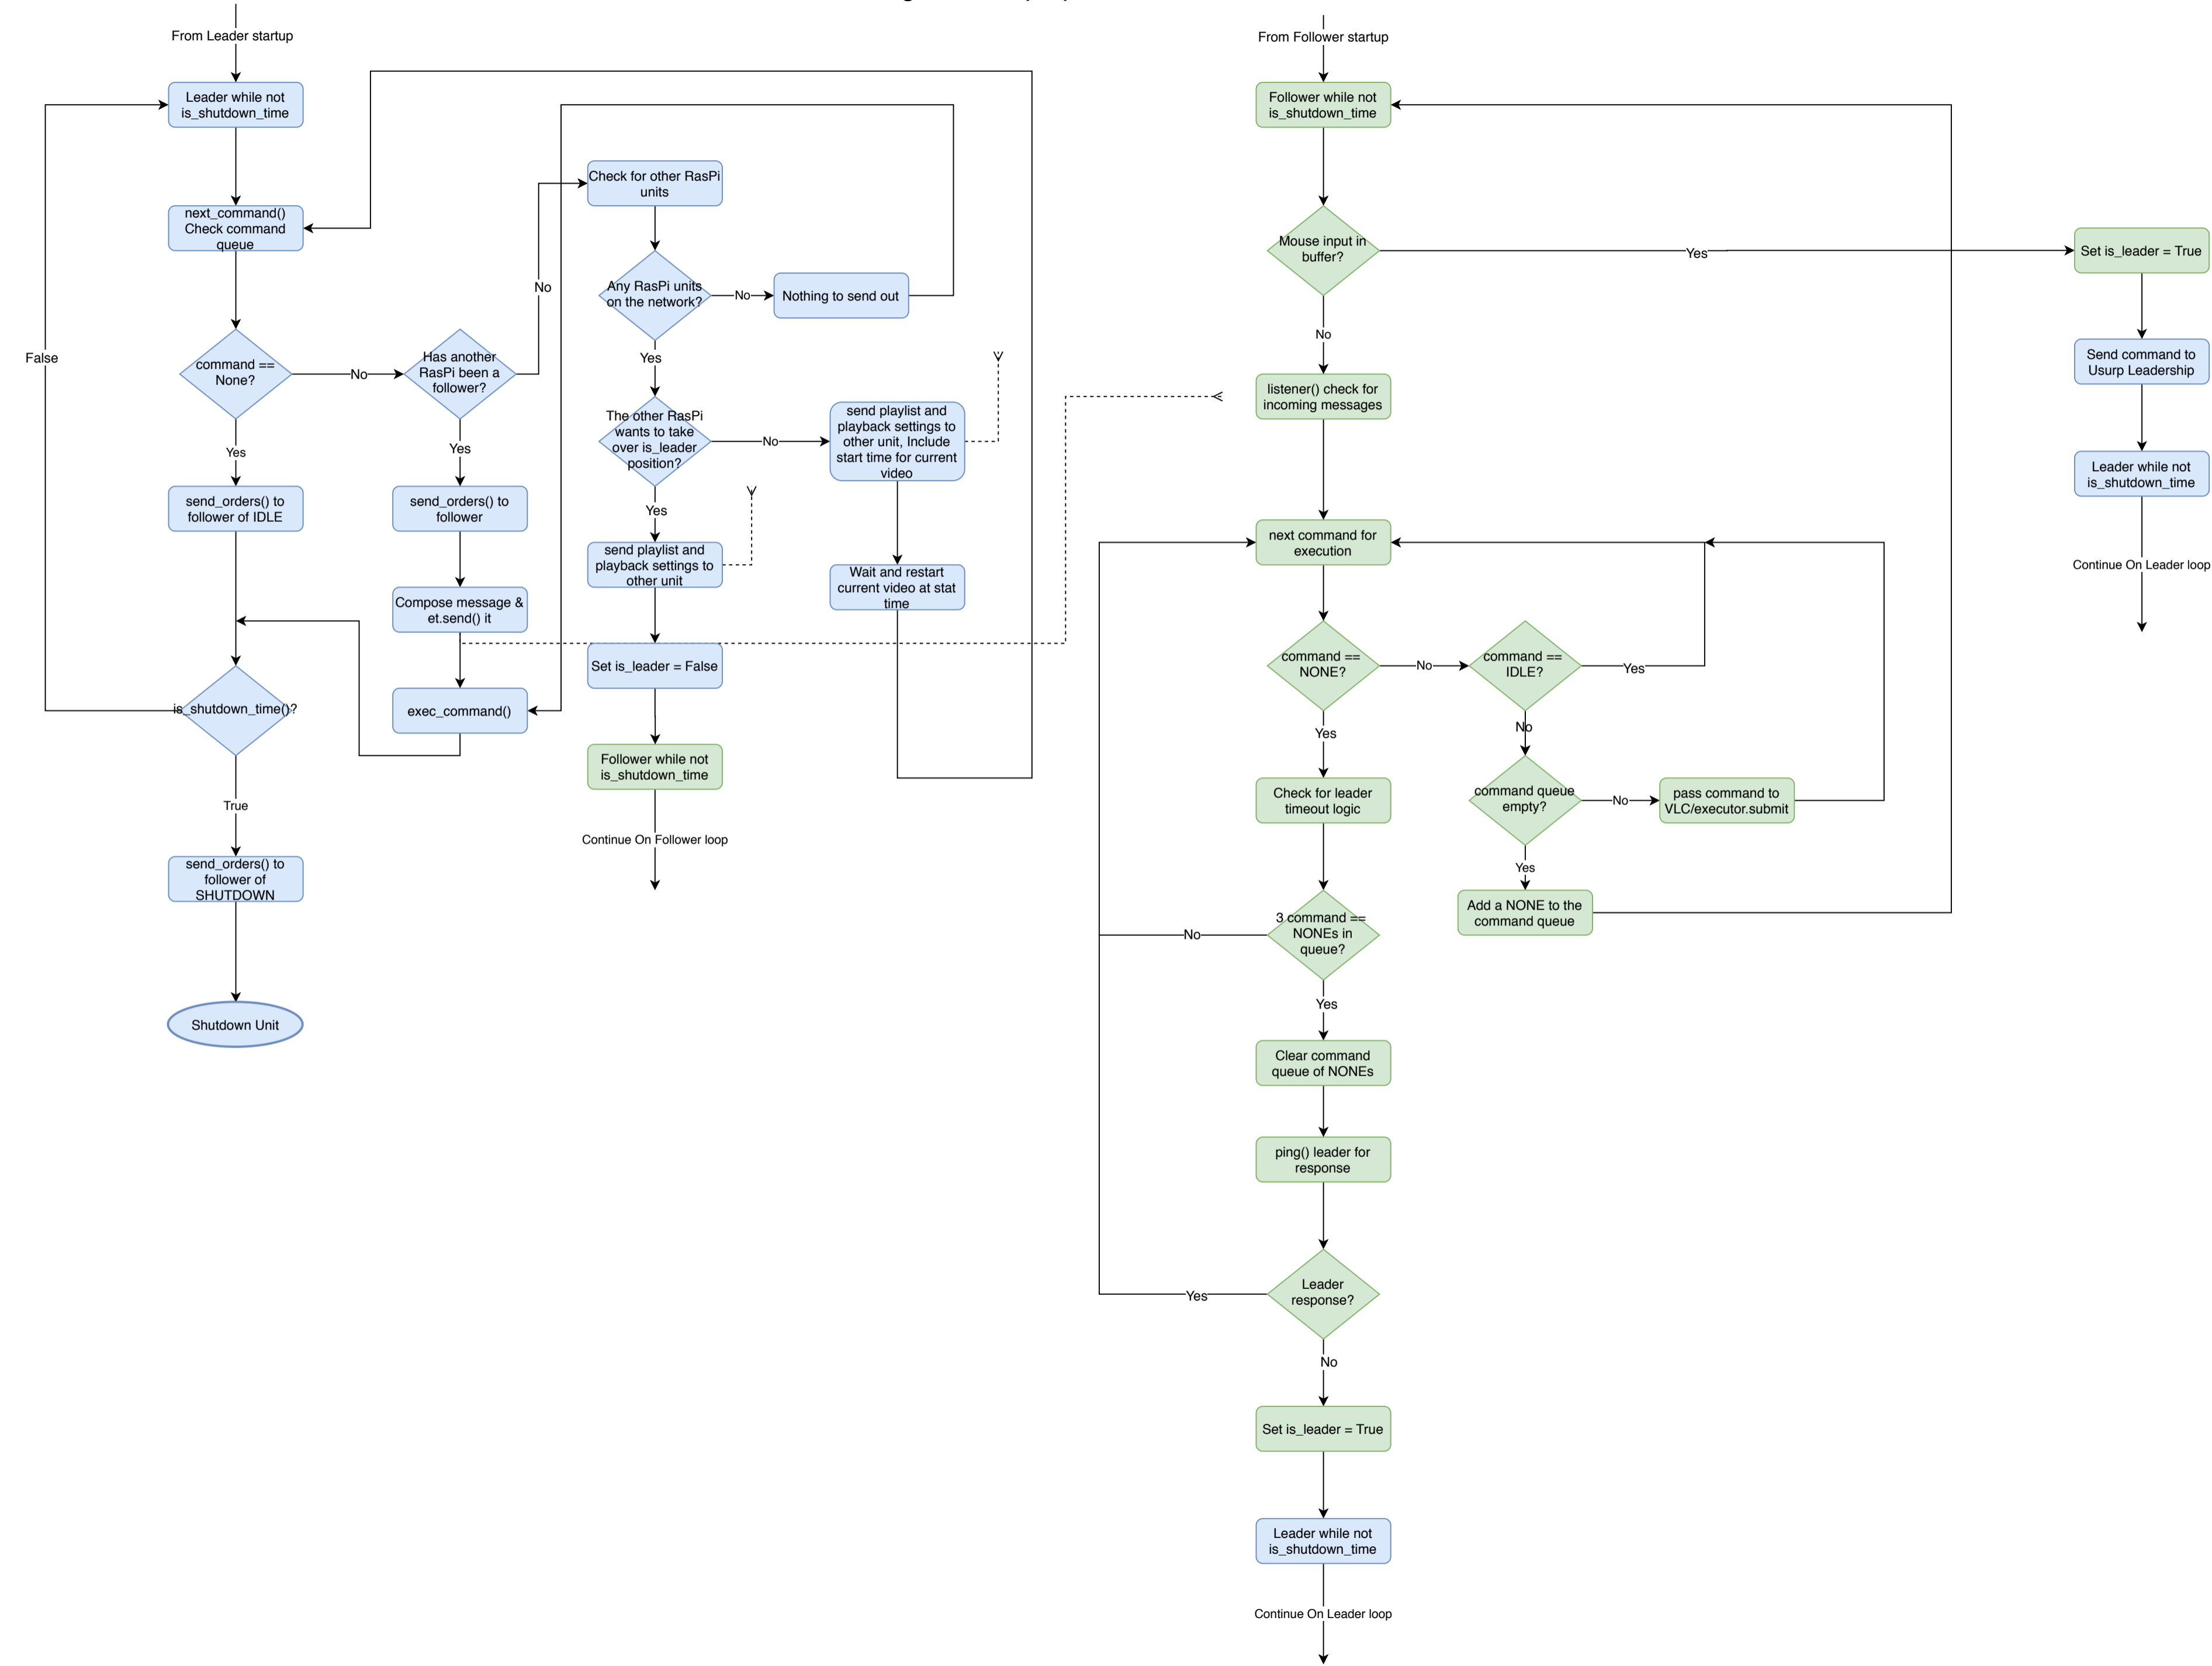 From Leader startup
Leader while not
is_shutdown_time
next_command()
Check command
queue
False
command ==
None?
No
Has another
RasPi been a
follower?
No
Yes
Yes
send_orders() to
follower of IDLE
send_orders() to
follower
Compose message &
et.send() it
exec_command()
is_shutdown_time()?
True
send_orders() to
follower of
SHUTDOWN
Shutdown Unit
Check for other RasPi
units
Any RasPi units
on the network?
No
Nothing to send out
Yes
The other RasPi
wants to take
over is_leader
position?
No
send playlist and
playback settings to
other unit, Include
start time for current
video
Yes
send playlist and
playback settings to
other unit
Wait and restart
current video at stat
time
Set is_leader = False
Follower while not
is_shutdown_time
Continue On Follower loop
From Follower startup
Follower while not
is_shutdown_time
Mouse input in
buffer?
Yes
Set is_leader = True
Send command to
Usurp Leadership
Leader while not
is_shutdown_time
Continue On Leader loop
No
listener() check for
incoming messages
next command for
execution
command ==
NONE?
No
command ==
IDLE?
Yes
Yes
No
Check for leader
timeout logic
command queue
empty?
No
pass command to
VLC/executor.submit
Yes
Add a NONE to the
command queue
3 command ==
NONEs in
queue?
No
Yes
Clear command
queue of NONEs
ping() leader for
response
Leader
response?
Yes
No
Set is_leader = True
Leader while not
is_shutdown_time
Continue On Leader loop